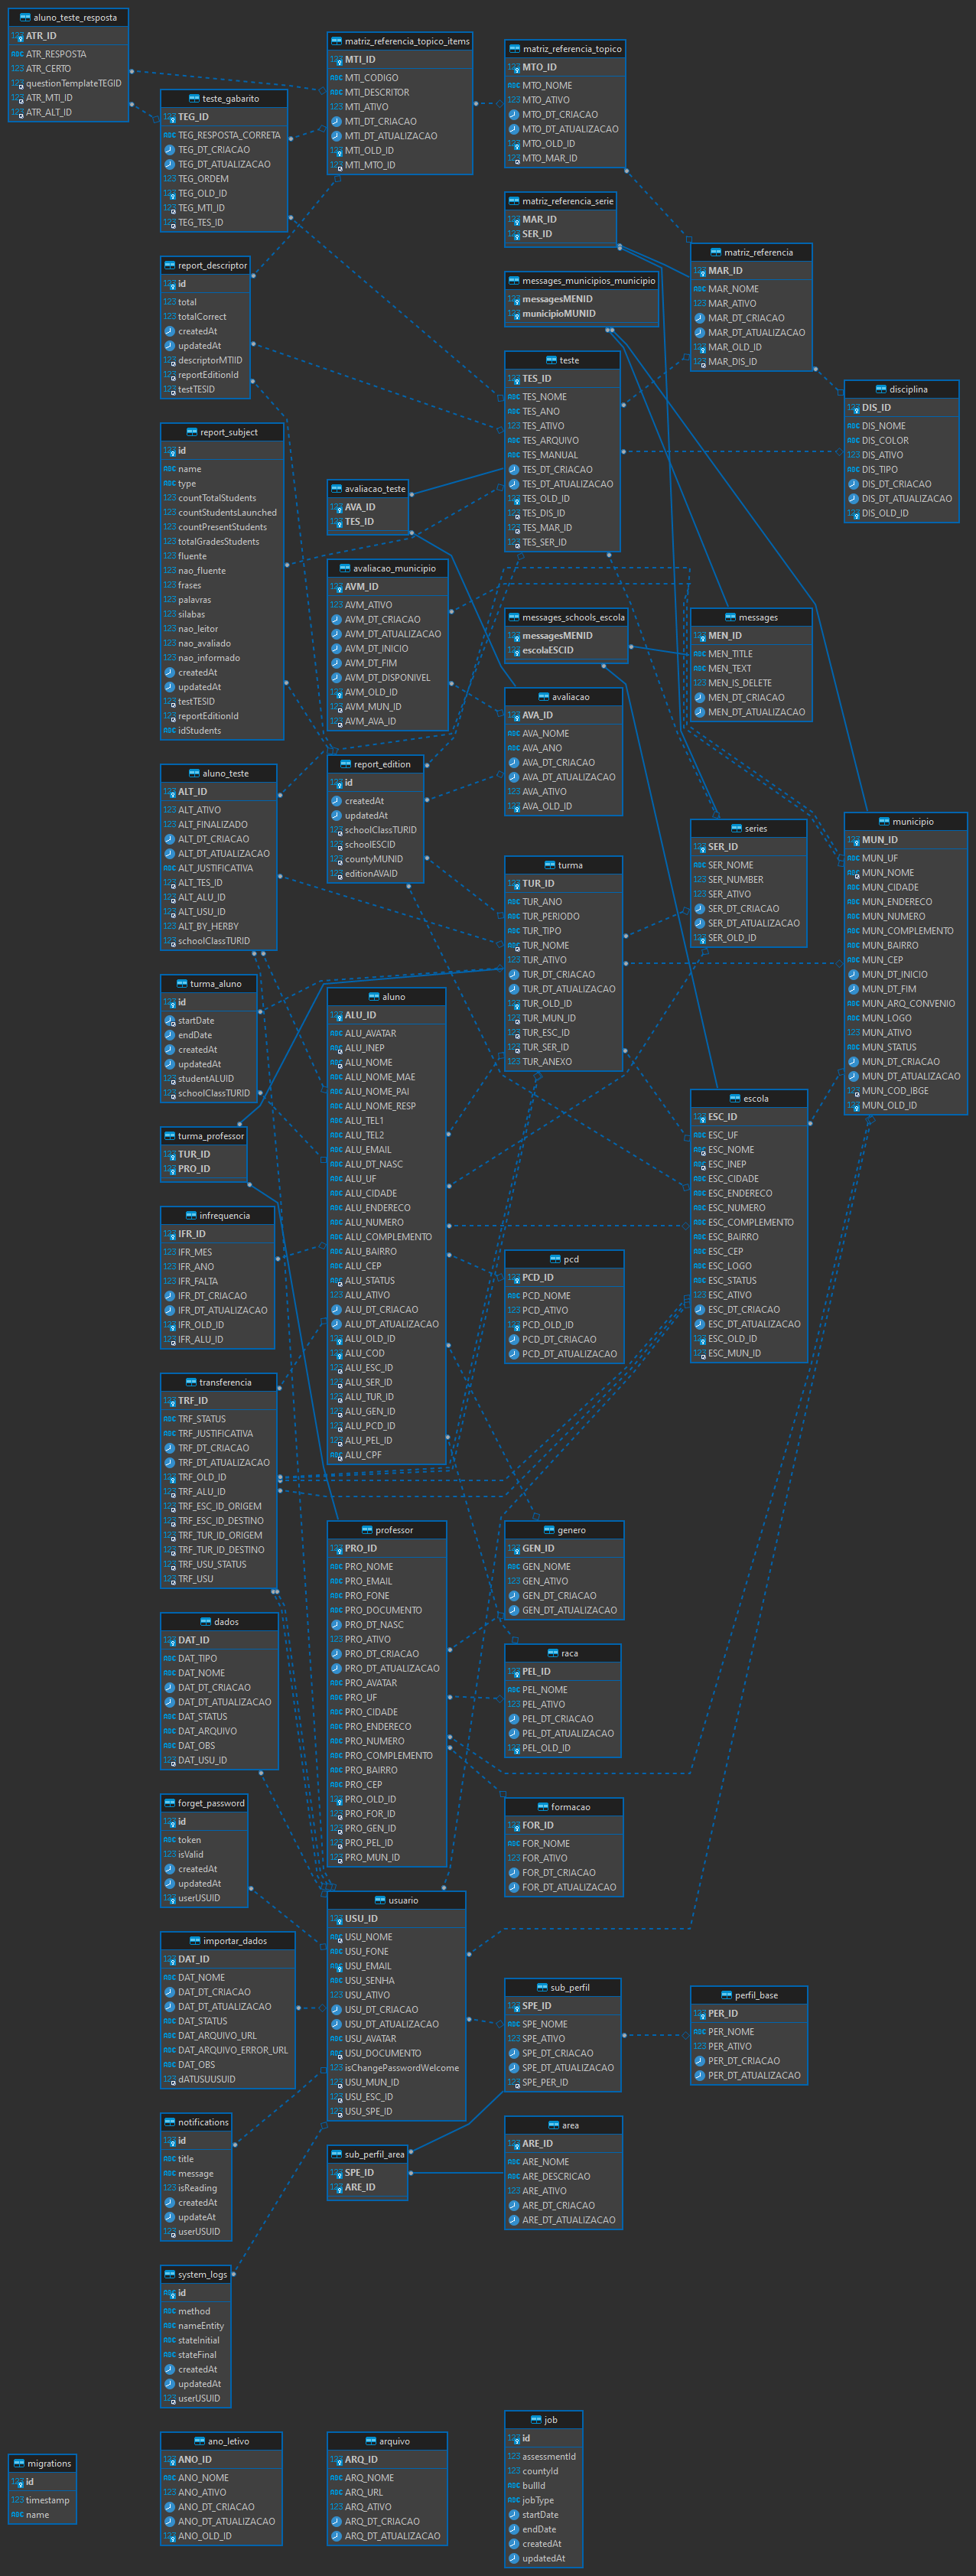 aluno_teste_resposta
ATR_ID
ATR_RESPOSTA
ATR_CERTO
questionTemplateTEGID
ATR_MTI_ID
ATR_ALT_ID
matriz_referencia_topico_items
MTI_ID
MTI_CODIGO
MTI_DESCRITOR
MTI_ATIVO
MTI_DT_CRIACAO
MTI_DT_ATUALIZACAO
MTI_OLD_ID
MTI_MTO_ID
matriz_referencia_topico
MTO_ID
MTO_NOME
MTO_ATIVO
MTO_DT_CRIACAO
MTO_DT_ATUALIZACAO
MTO_OLD_ID
MTO_MAR_ID
teste_gabarito
TEG_ID
TEG_RESPOSTA_CORRETA
TEG_DT_CRIACAO
TEG_DT_ATUALIZACAO
TEG_ORDEM
TEG_OLD_ID
TEG_MTI_ID
TEG_TES_ID
matriz_referencia_serie
MAR_ID
SER_ID
matriz_referencia
MAR_ID
MAR_NOME
MAR_ATIVO
MAR_DT_CRIACAO
MAR_DT_ATUALIZACAO
MAR_OLD_ID
MAR_DIS_ID
report_descriptor
id
total
totalCorrect
createdAt
updatedAt
descriptorMTIID
reportEditionId
testTESID
messages_municipios_municipio
messagesMENID
municipioMUNID
teste
TES_ID
TES_NOME
TES_ANO
TES_ATIVO
TES_ARQUIVO
TES_MANUAL
TES_DT_CRIACAO
TES_DT_ATUALIZACAO
TES_OLD_ID
TES_DIS_ID
TES_MAR_ID
TES_SER_ID
disciplina
DIS_ID
DIS_NOME
DIS_COLOR
DIS_ATIVO
DIS_TIPO
DIS_DT_CRIACAO
DIS_DT_ATUALIZACAO
DIS_OLD_ID
report_subject
id
name
type
countTotalStudents
countStudentsLaunched
countPresentStudents
totalGradesStudents
fluente
nao_fluente
frases
palavras
silabas
nao_leitor
nao_avaliado
nao_informado
createdAt
updatedAt
testTESID
reportEditionId
idStudents
avaliacao_teste
AVA_ID
TES_ID
avaliacao_municipio
AVM_ID
AVM_ATIVO
AVM_DT_CRIACAO
AVM_DT_ATUALIZACAO
AVM_DT_INICIO
AVM_DT_FIM
AVM_DT_DISPONIVEL
AVM_OLD_ID
AVM_MUN_ID
AVM_AVA_ID
messages_schools_escola
messagesMENID
escolaESCID
messages
MEN_ID
MEN_TITLE
MEN_TEXT
MEN_IS_DELETE
MEN_DT_CRIACAO
MEN_DT_ATUALIZACAO
avaliacao
AVA_ID
AVA_NOME
AVA_ANO
AVA_DT_CRIACAO
AVA_DT_ATUALIZACAO
AVA_ATIVO
AVA_OLD_ID
report_edition
id
createdAt
updatedAt
schoolClassTURID
schoolESCID
countyMUNID
editionAVAID
aluno_teste
ALT_ID
ALT_ATIVO
ALT_FINALIZADO
ALT_DT_CRIACAO
ALT_DT_ATUALIZACAO
ALT_JUSTIFICATIVA
ALT_TES_ID
ALT_ALU_ID
ALT_USU_ID
ALT_BY_HERBY
schoolClassTURID
series
SER_ID
SER_NOME
SER_NUMBER
SER_ATIVO
SER_DT_CRIACAO
SER_DT_ATUALIZACAO
SER_OLD_ID
municipio
MUN_ID
MUN_UF
MUN_NOME
MUN_CIDADE
MUN_ENDERECO
MUN_NUMERO
MUN_COMPLEMENTO
MUN_BAIRRO
MUN_CEP
MUN_DT_INICIO
MUN_DT_FIM
MUN_ARQ_CONVENIO
MUN_LOGO
MUN_ATIVO
MUN_STATUS
MUN_DT_CRIACAO
MUN_DT_ATUALIZACAO
MUN_COD_IBGE
MUN_OLD_ID
turma
TUR_ID
TUR_ANO
TUR_PERIODO
TUR_TIPO
TUR_NOME
TUR_ATIVO
TUR_DT_CRIACAO
TUR_DT_ATUALIZACAO
TUR_OLD_ID
TUR_MUN_ID
TUR_ESC_ID
TUR_SER_ID
TUR_ANEXO
turma_aluno
id
startDate
endDate
createdAt
updatedAt
studentALUID
schoolClassTURID
aluno
ALU_ID
ALU_AVATAR
ALU_INEP
ALU_NOME
ALU_NOME_MAE
ALU_NOME_PAI
ALU_NOME_RESP
ALU_TEL1
ALU_TEL2
ALU_EMAIL
ALU_DT_NASC
ALU_UF
ALU_CIDADE
ALU_ENDERECO
ALU_NUMERO
ALU_COMPLEMENTO
ALU_BAIRRO
ALU_CEP
ALU_STATUS
ALU_ATIVO
ALU_DT_CRIACAO
ALU_DT_ATUALIZACAO
ALU_OLD_ID
ALU_COD
ALU_ESC_ID
ALU_SER_ID
ALU_TUR_ID
ALU_GEN_ID
ALU_PCD_ID
ALU_PEL_ID
ALU_CPF
escola
ESC_ID
ESC_UF
ESC_NOME
ESC_INEP
ESC_CIDADE
ESC_ENDERECO
ESC_NUMERO
ESC_COMPLEMENTO
ESC_BAIRRO
ESC_CEP
ESC_LOGO
ESC_STATUS
ESC_ATIVO
ESC_DT_CRIACAO
ESC_DT_ATUALIZACAO
ESC_OLD_ID
ESC_MUN_ID
turma_professor
TUR_ID
PRO_ID
infrequencia
IFR_ID
IFR_MES
IFR_ANO
IFR_FALTA
IFR_DT_CRIACAO
IFR_DT_ATUALIZACAO
IFR_OLD_ID
IFR_ALU_ID
pcd
PCD_ID
PCD_NOME
PCD_ATIVO
PCD_OLD_ID
PCD_DT_CRIACAO
PCD_DT_ATUALIZACAO
transferencia
TRF_ID
TRF_STATUS
TRF_JUSTIFICATIVA
TRF_DT_CRIACAO
TRF_DT_ATUALIZACAO
TRF_OLD_ID
TRF_ALU_ID
TRF_ESC_ID_ORIGEM
TRF_ESC_ID_DESTINO
TRF_TUR_ID_ORIGEM
TRF_TUR_ID_DESTINO
TRF_USU_STATUS
TRF_USU
professor
PRO_ID
PRO_NOME
PRO_EMAIL
PRO_FONE
PRO_DOCUMENTO
PRO_DT_NASC
PRO_ATIVO
PRO_DT_CRIACAO
PRO_DT_ATUALIZACAO
PRO_AVATAR
PRO_UF
PRO_CIDADE
PRO_ENDERECO
PRO_NUMERO
PRO_COMPLEMENTO
PRO_BAIRRO
PRO_CEP
PRO_OLD_ID
PRO_FOR_ID
PRO_GEN_ID
PRO_PEL_ID
PRO_MUN_ID
genero
GEN_ID
GEN_NOME
GEN_ATIVO
GEN_DT_CRIACAO
GEN_DT_ATUALIZACAO
dados
DAT_ID
DAT_TIPO
DAT_NOME
DAT_DT_CRIACAO
DAT_DT_ATUALIZACAO
DAT_STATUS
DAT_ARQUIVO
DAT_OBS
DAT_USU_ID
raca
PEL_ID
PEL_NOME
PEL_ATIVO
PEL_DT_CRIACAO
PEL_DT_ATUALIZACAO
PEL_OLD_ID
forget_password
id
token
isValid
createdAt
updatedAt
userUSUID
formacao
FOR_ID
FOR_NOME
FOR_ATIVO
FOR_DT_CRIACAO
FOR_DT_ATUALIZACAO
usuario
USU_ID
USU_NOME
USU_FONE
USU_EMAIL
USU_SENHA
USU_ATIVO
USU_DT_CRIACAO
USU_DT_ATUALIZACAO
USU_AVATAR
USU_DOCUMENTO
isChangePasswordWelcome
USU_MUN_ID
USU_ESC_ID
USU_SPE_ID
importar_dados
DAT_ID
DAT_NOME
DAT_DT_CRIACAO
DAT_DT_ATUALIZACAO
DAT_STATUS
DAT_ARQUIVO_URL
DAT_ARQUIVO_ERROR_URL
DAT_OBS
dATUSUUSUID
sub_perfil
SPE_ID
SPE_NOME
SPE_ATIVO
SPE_DT_CRIACAO
SPE_DT_ATUALIZACAO
SPE_PER_ID
perfil_base
PER_ID
PER_NOME
PER_ATIVO
PER_DT_CRIACAO
PER_DT_ATUALIZACAO
notifications
id
title
message
isReading
createdAt
updateAt
userUSUID
sub_perfil_area
SPE_ID
ARE_ID
area
ARE_ID
ARE_NOME
ARE_DESCRICAO
ARE_ATIVO
ARE_DT_CRIACAO
ARE_DT_ATUALIZACAO
system_logs
id
method
nameEntity
stateInitial
stateFinal
createdAt
updatedAt
userUSUID
migrations
id
timestamp
name
ano_letivo
ANO_ID
ANO_NOME
ANO_ATIVO
ANO_DT_CRIACAO
ANO_DT_ATUALIZACAO
ANO_OLD_ID
arquivo
ARQ_ID
ARQ_NOME
ARQ_URL
ARQ_ATIVO
ARQ_DT_CRIACAO
ARQ_DT_ATUALIZACAO
job
id
assessmentId
countyId
bullId
jobType
startDate
endDate
createdAt
updatedAt